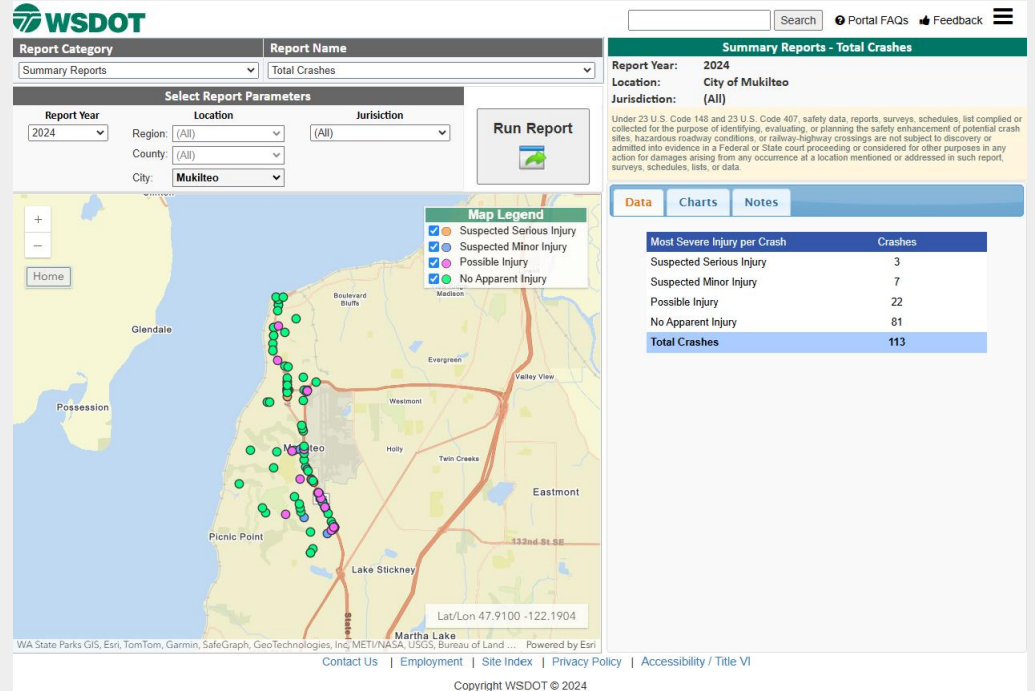 WSDOT
Search
Portal FAQs
Feedback
Report Category
Report Name
Summary Reports
Total Crashes
Select Report Parameters
Report Year
Location
Jurisiction
2024
Region: (All)
(All)
County: (All)
City: Mukilteo
Run Report
Summary Reports - Total Crashes
Report Year: 2024
Location: City of Mukilteo
Jurisdiction: (All)
Under 23 U.S. Code 148 and 23 U.S. Code 407, safety data, reports, surveys, schedules, list complied or
collected for the purpose of identifying, evaluating, or planning the safety enhancement of potential crash
sites, hazardous roadway conditions, or railway-highway crossings are not subject to discovery or
admitted into evidence in a Federal or State court proceeding or considered for other purposes in any
action for damages arising from any occurrence at a location mentioned or addressed in such report,
surveys, schedules, lists, or data.
Data
Charts
Notes
Most Severe Injury per Crash Crashes
Suspected Serious Injury 3
Suspected Minor Injury 7
Possible Injury 22
No Apparent Injury 81
Total Crashes 113
+
−
Home
Map Legend
Suspected Serious Injury
Suspected Minor Injury
Possible Injury
No Apparent Injury
Madison
Boulevard
Bluffs
Glendale
Evergreen
Valley View
Possession
Westmont
Holly
Twin Creeks
Eastmont
Picnic Point
132nd St SE
Lake Stickney
Lat/Lon 47.9100 -122.1904
Martha Lake
WA State Parks GIS, Esri, TomTom, Garmin, SafeGraph, GeoTechnologies, Inc, METI/NASA, USGS, Bureau of Land ...
Powered by Esri
Contact Us | Employment | Site Index | Privacy Policy | Accessibility / Title VI
Copyright WSDOT © 2024